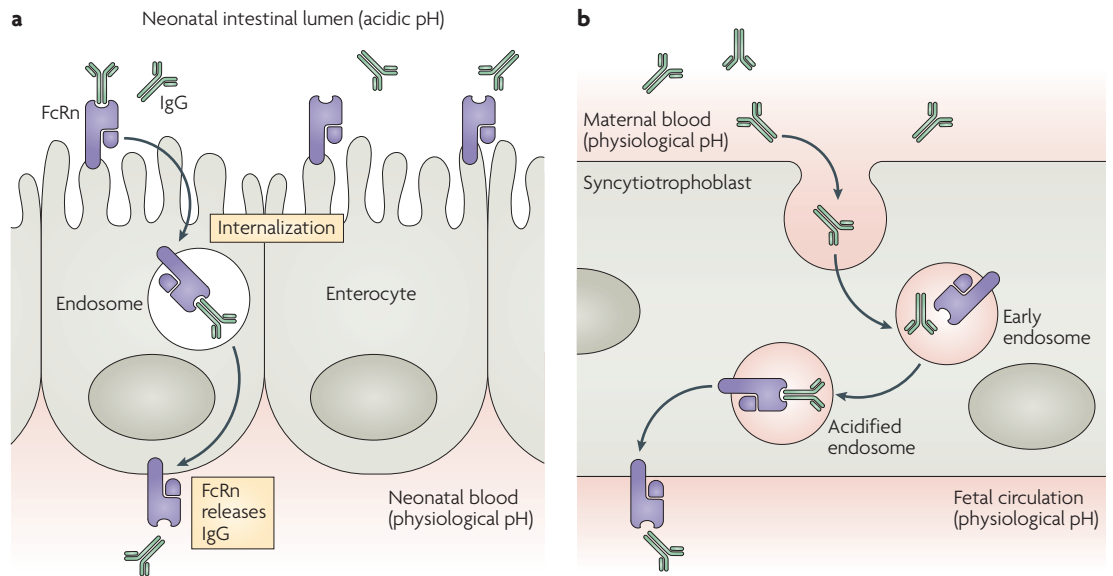 a
Neonatal intestinal lumen (acidic pH)
FcRn
IgG
Internalization
Endosome
Enterocyte
FcRn
releases
IgG
Neonatal blood
(physiological pH)
b
Maternal blood
(physiological pH)
Syncytiotrophoblast
Early
endosome
Acidified
endosome
Fetal circulation
(physiological pH)